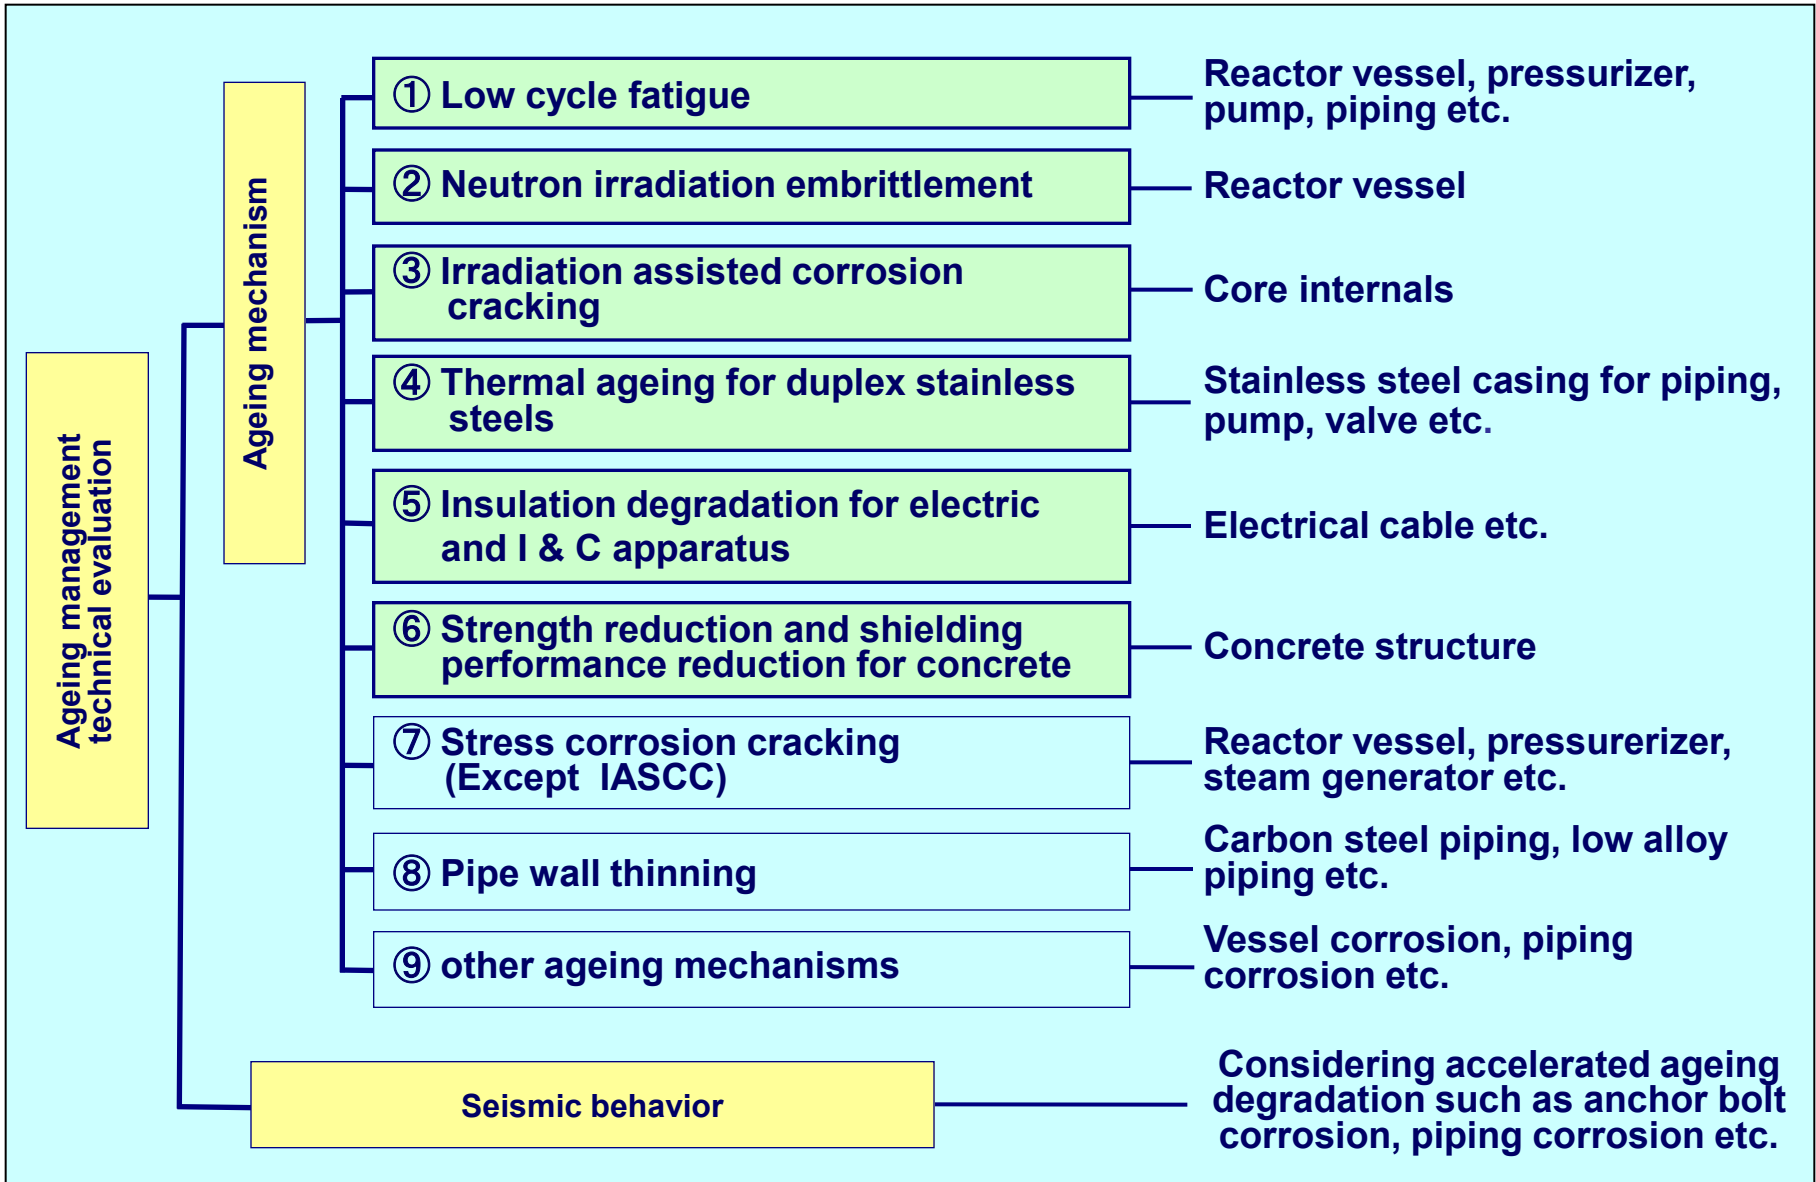 Ageing management
technical evaluation
Ageing mechanism
① Low cycle fatigue
Reactor vessel, pressurizer,
pump, piping etc.
② Neutron irradiation embrittlement
Reactor vessel
③ Irradiation assisted corrosion
cracking
Core internals
④ Thermal ageing for duplex stainless
steels
Stainless steel casing for piping,
pump, valve etc.
⑤ Insulation degradation for electric
and I & C apparatus
Electrical cable etc.
⑥ Strength reduction and shielding
performance reduction for concrete
Concrete structure
⑦ Stress corrosion cracking
(Except IASCC)
Reactor vessel, pressurerizer,
steam generator etc.
⑧ Pipe wall thinning
Carbon steel piping, low alloy
piping etc.
⑨ other ageing mechanisms
Vessel corrosion, piping
corrosion etc.
Seismic behavior
Considering accelerated ageing
degradation such as anchor bolt
corrosion, piping corrosion etc.